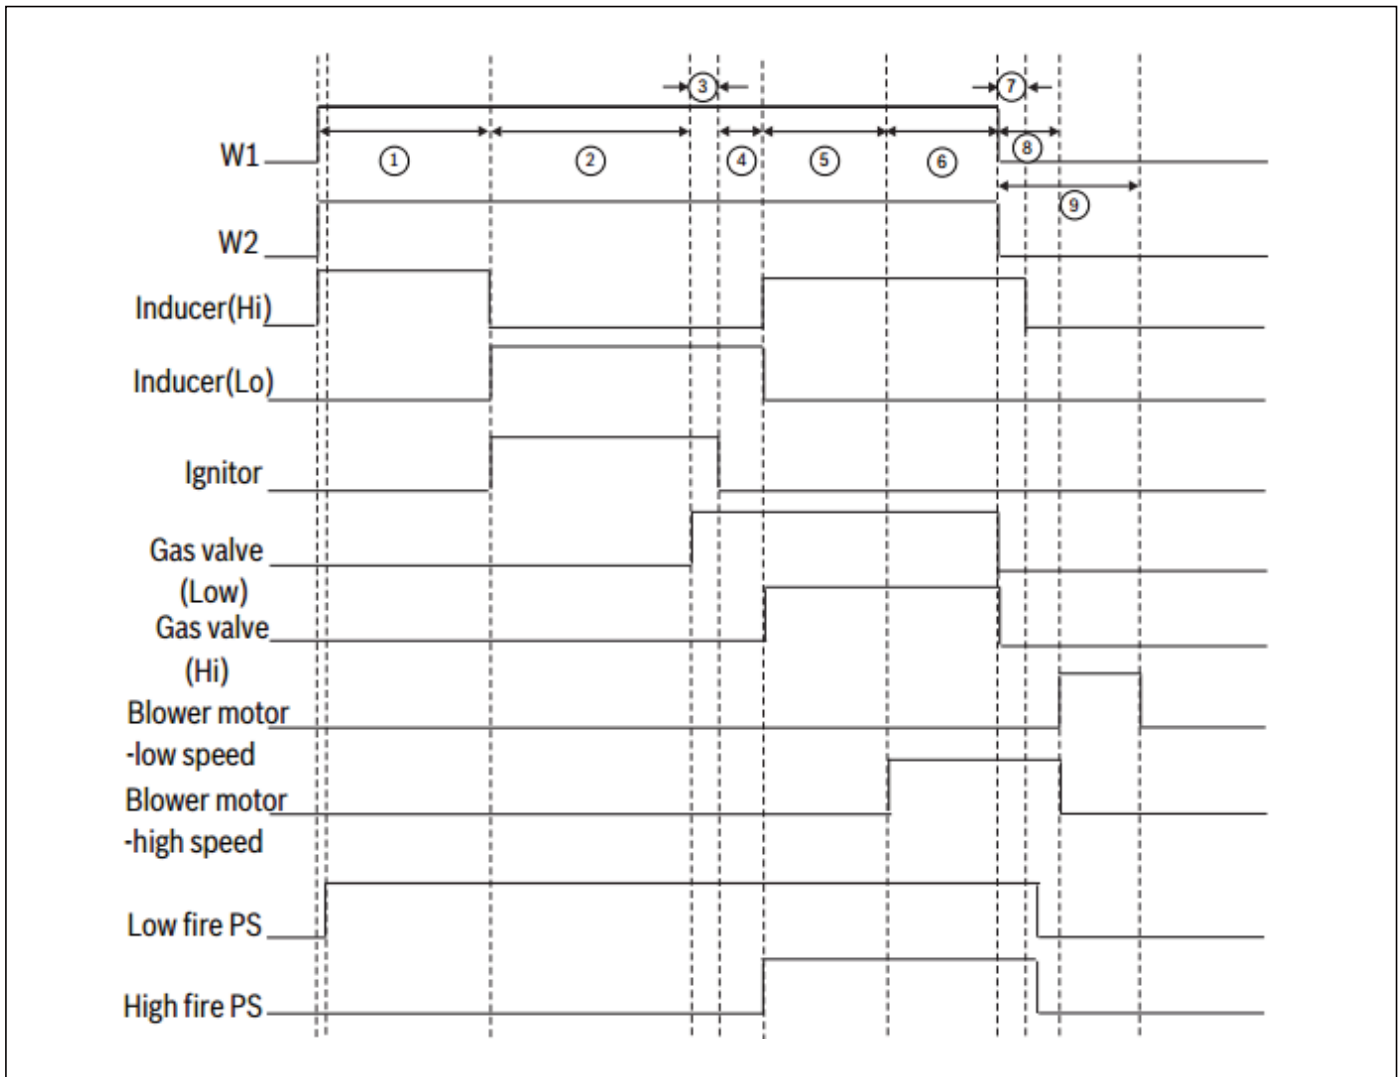 ③ ⑦
W1 ① ② ④ ⑤ ⑥ ⑧
⑨
W2
Inducer(Hi)
Inducer(Lo)
Ignitor
Gas valve
(Low)
Gas valve
(Hi)
Blower motor
-low speed
Blower motor
-high speed
Low fire PS
High fire PS